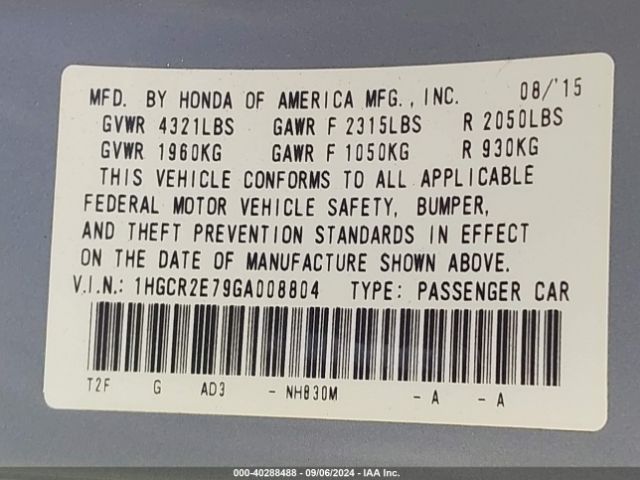 MFD. BY HONDA OF AMERICA MFG., INC. 08/'15
GVWR 4321LBS GAWR F 2315LBS R 2050LBS
GVWR 1960KG GAWR F 1050KG R 930KG
THIS VEHICLE CONFORMS TO ALL APPLICABLE
FEDERAL MOTOR VEHICLE SAFETY, BUMPER,
AND THEFT PREVENTION STANDARDS IN EFFECT
ON THE DATE OF MANUFACTURE SHOWN ABOVE.
V.I.N.: 1HGCR2E79GA008804 TYPE: PASSENGER CAR
T2F G AD3 - NH830M - A - A
000-40288488 - 09/06/2024 - IAA Inc.